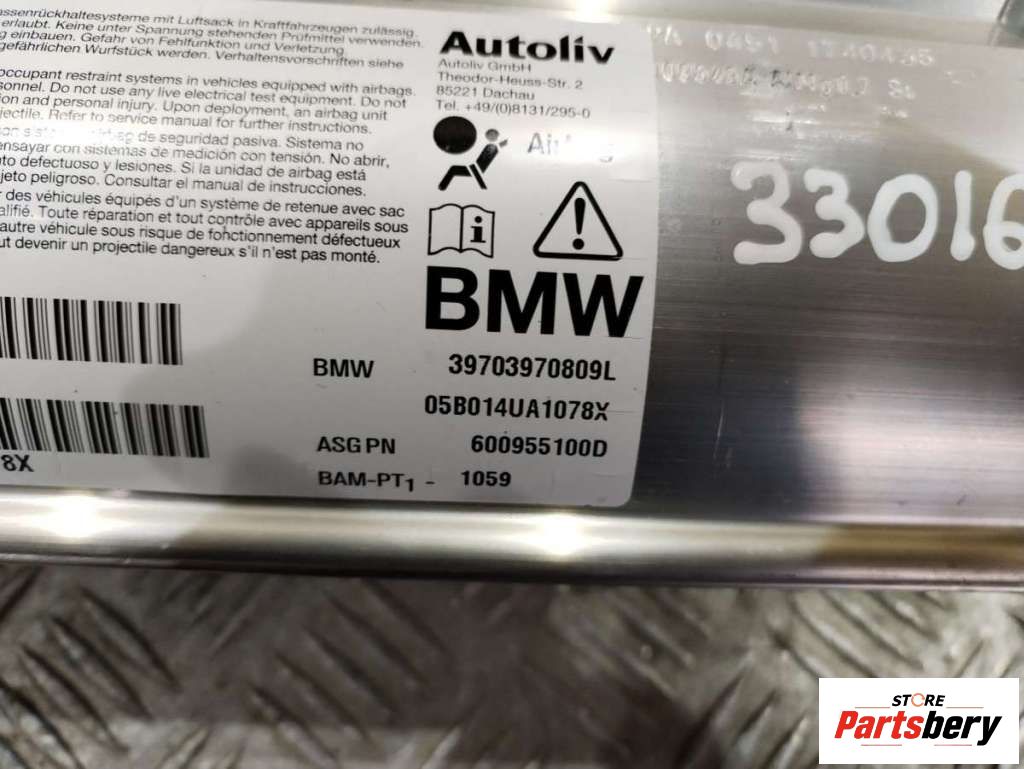 assenrückhaltesysteme mit Luftsack in Kraftfahrzeugen zulässig.
erlaubt. Keine unter Spannung stehenden Prüfmittel verwenden.
g einbauen. Gefahr von Fehlfunktion und Verletzung.
gefährlichen Wurfstück werden. Verhaltensvorschriften siehe
occupant restraint systems in vehicles equipped with airbags.
sonnel. Do not use any live electrical test equipment. Do not
ion and personal injury. Upon deployment, an airbag unit
jectile. Refer to service manual for further instructions.
de seguridad pasiva. Sistema no
ensayar con sistemas de medición con tensión. No abrir,
to defectuoso y lesiones. Si la unidad de airbag está
jeto peligroso. Consultar el manual de instrucciones.
r des véhicules équipés d'un système de retenue avec sac
alifié. Toute réparation et tout contrôle avec appareils sous
autre véhicule sous risque de fonctionnement défectueux
ut devenir un projectile dangereux s'il n'est pas monté.
Autoliv
Autoliv GmbH
Theodor-Heuss-Str. 2
85221 Dachau
Tel. +49/(0)8131/295-0
i
BMW
BMW 39703970809L
05B014UA1078X
ASG PN 600955100D
BAM-PT1 - 1059
8X
33016
STORE
Partsbery